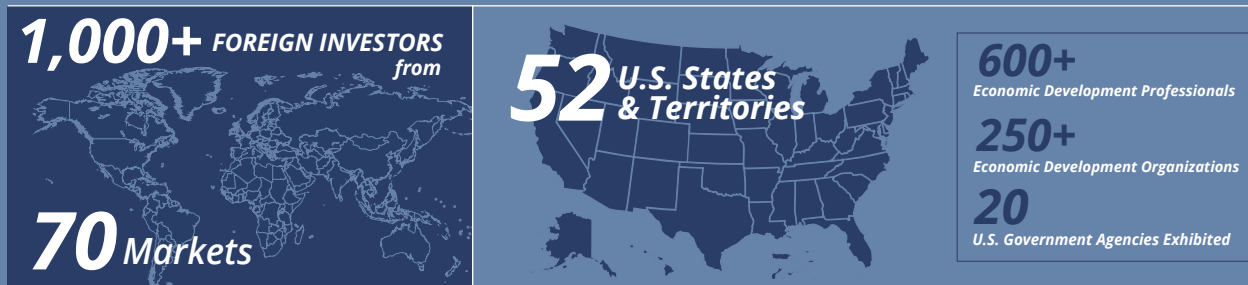 1,000+ FOREIGN INVESTORS
from
70 Markets
52 U.S. States
& Territories
600+
Economic Development Professionals
250+
Economic Development Organizations
20
U.S. Government Agencies Exhibited